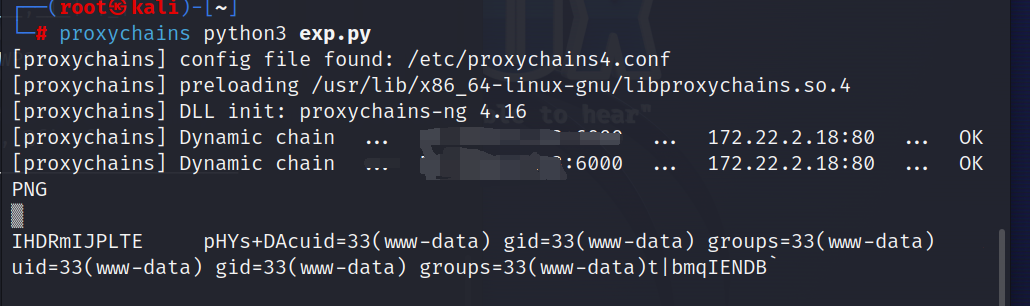 (root㉿kali)-[~]
# proxychains python3 exp.py
[proxychains] config file found: /etc/proxychains4.conf
[proxychains] preloading /usr/lib/x86_64-linux-gnu/libproxychains.so.4
[proxychains] DLL init: proxychains-ng 4.16
[proxychains] Dynamic chain ... :6000 ... 172.22.2.18:80 ... OK
[proxychains] Dynamic chain ... :6000 ... 172.22.2.18:80 ... OK
PNG
IHDRmIJPLTE pHYs+DAcuid=33(www-data) gid=33(www-data) groups=33(www-data)
uid=33(www-data) gid=33(www-data) groups=33(www-data)t|bmqIENDB`
to hear"